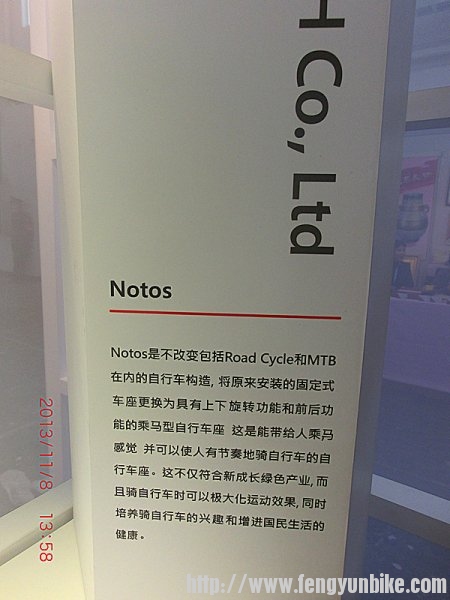 H Co., Ltd
Notos
Notos是不改变包括Road Cycle和MTB
在内的自行车构造, 将原来安装的固定式
车座更换为具有上下旋转功能和前后功
能的乘马型自行车座 这是能带给人乘马
感觉 并可以使人有节奏地骑自行车的自
行车座。这不仅符合新成长绿色产业, 而
且骑自行车时可以极大化运动效果, 同时
培养骑自行车的兴趣和增进国民生活的
健康。
2013/11/8 13:58
http://www.fengyunbike.com